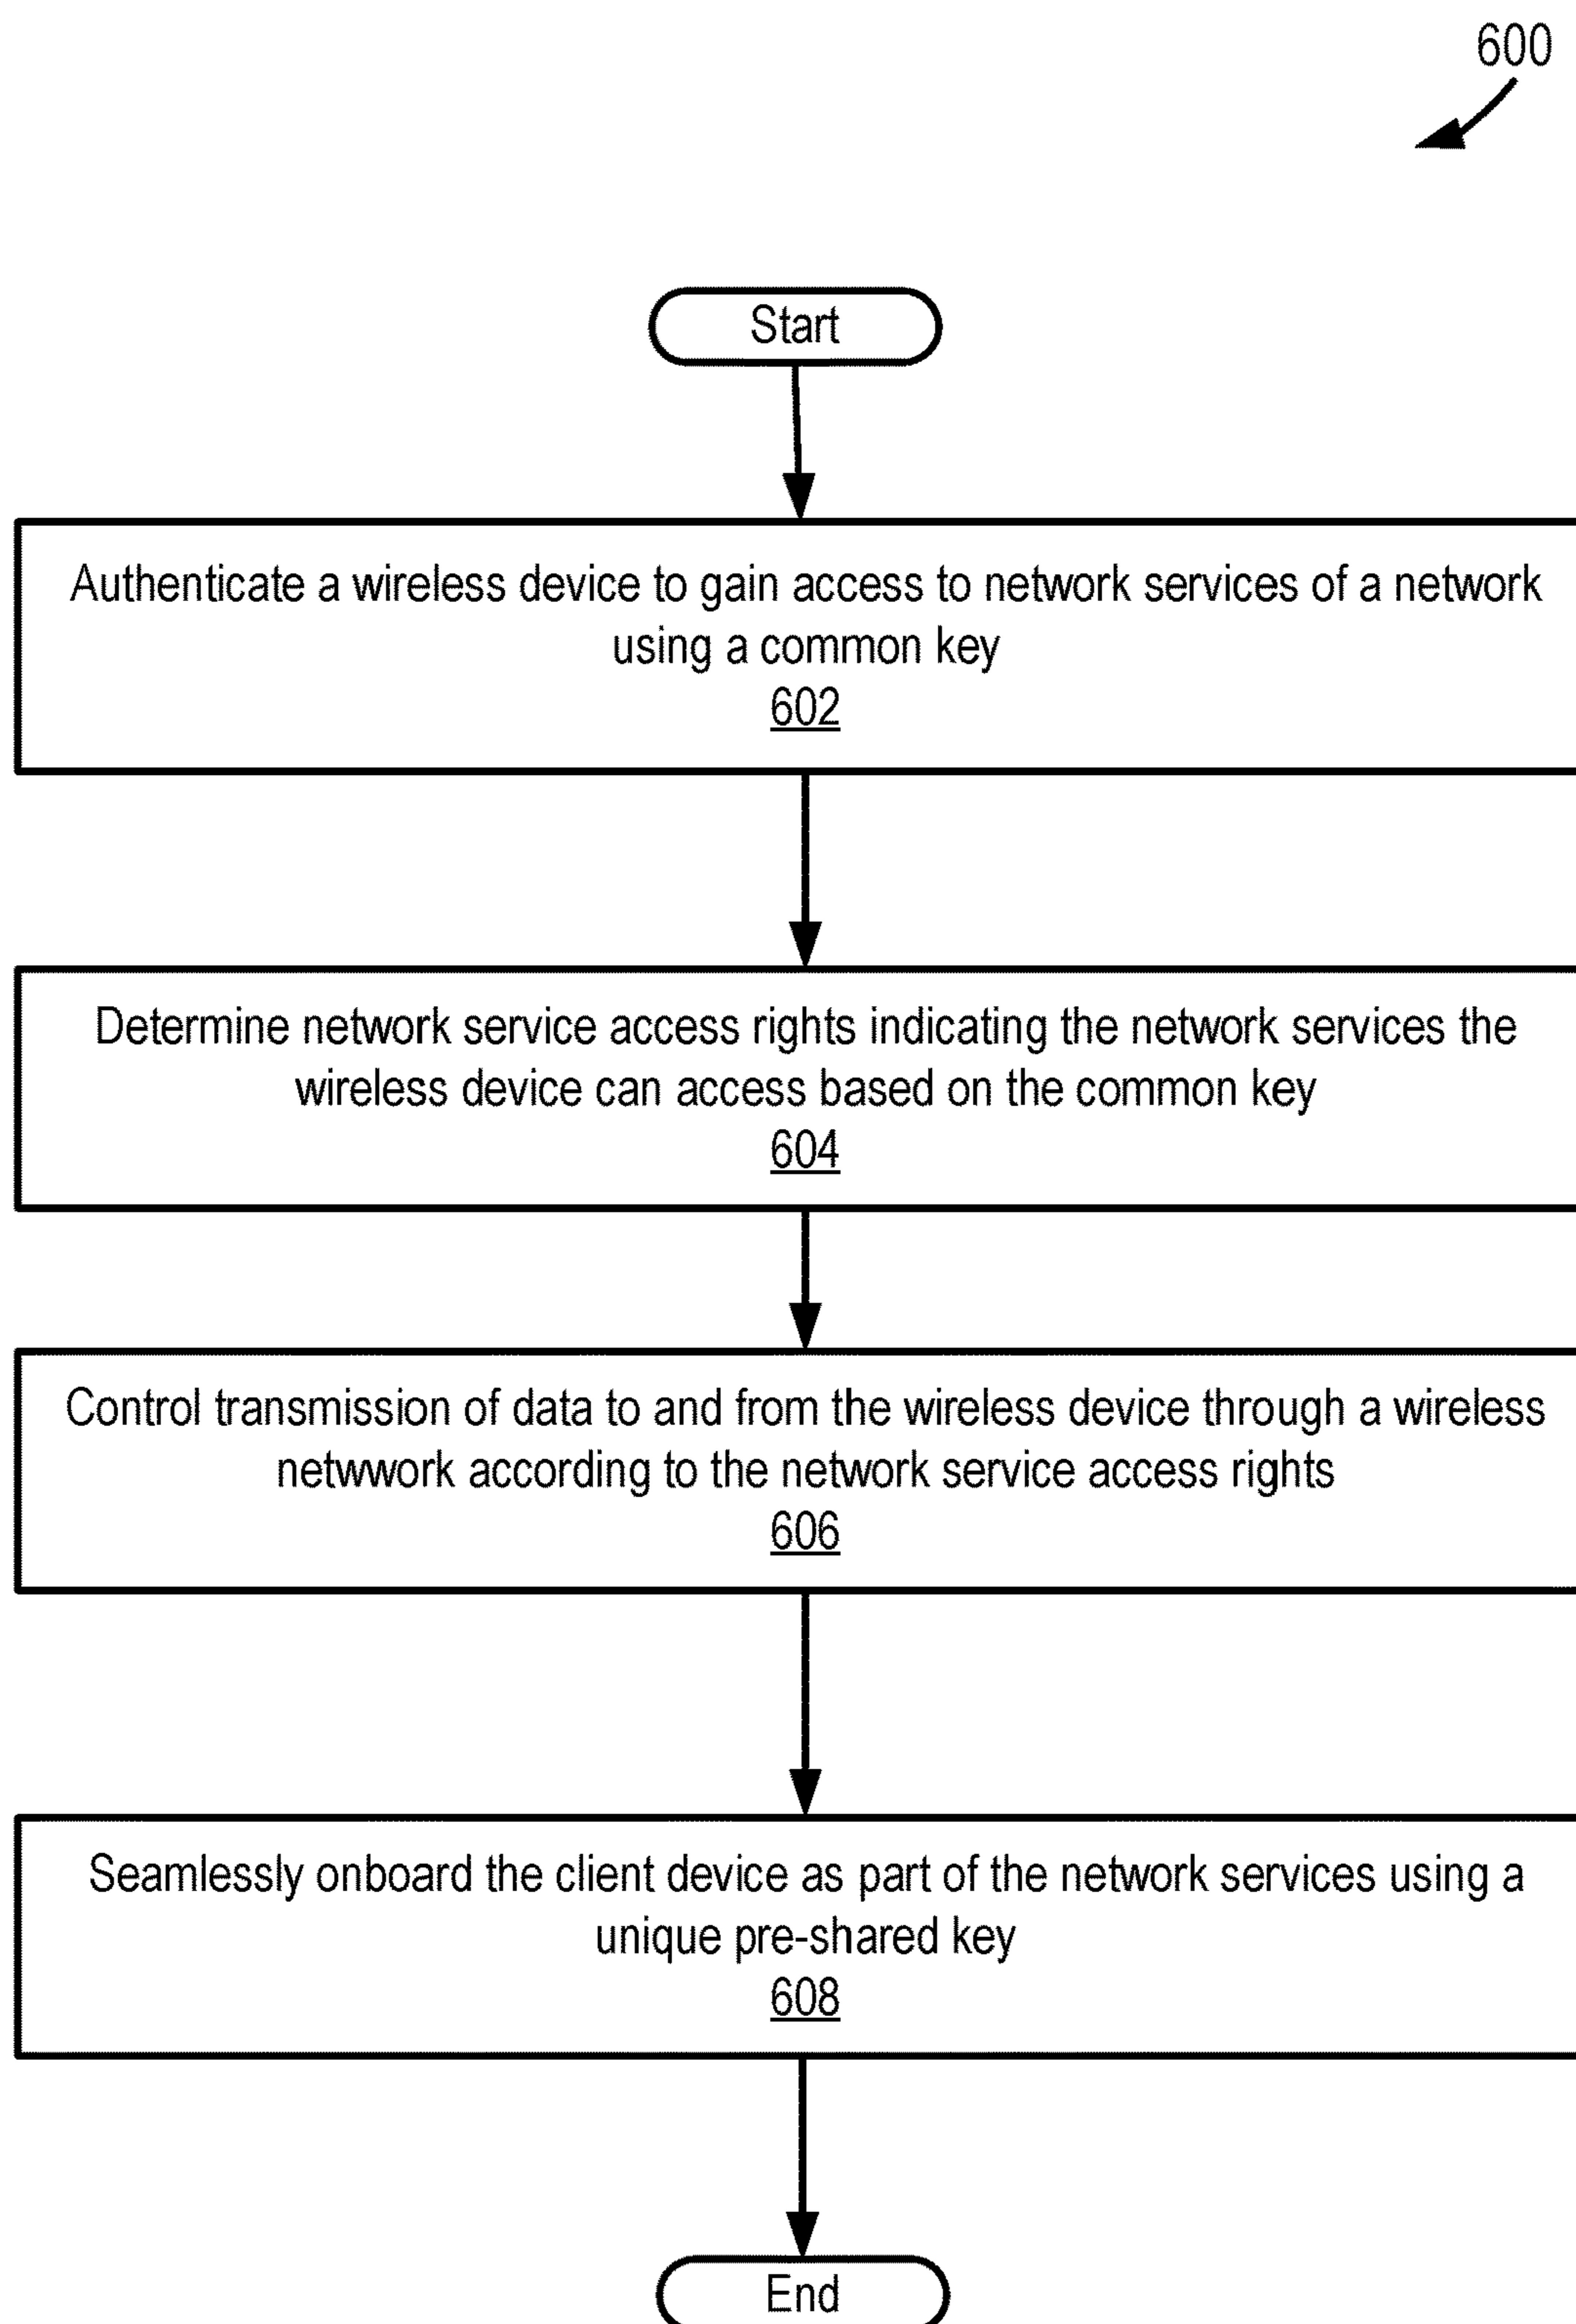 600
Start
Authenticate a wireless device to gain access to network services of a network
using a common key
602
Determine network service access rights indicating the network services the
wireless device can access based on the common key
604
Control transmission of data to and from the wireless device through a wireless
netwwork according to the network service access rights
606
Seamlessly onboard the client device as part of the network services using a
unique pre-shared key
608
End